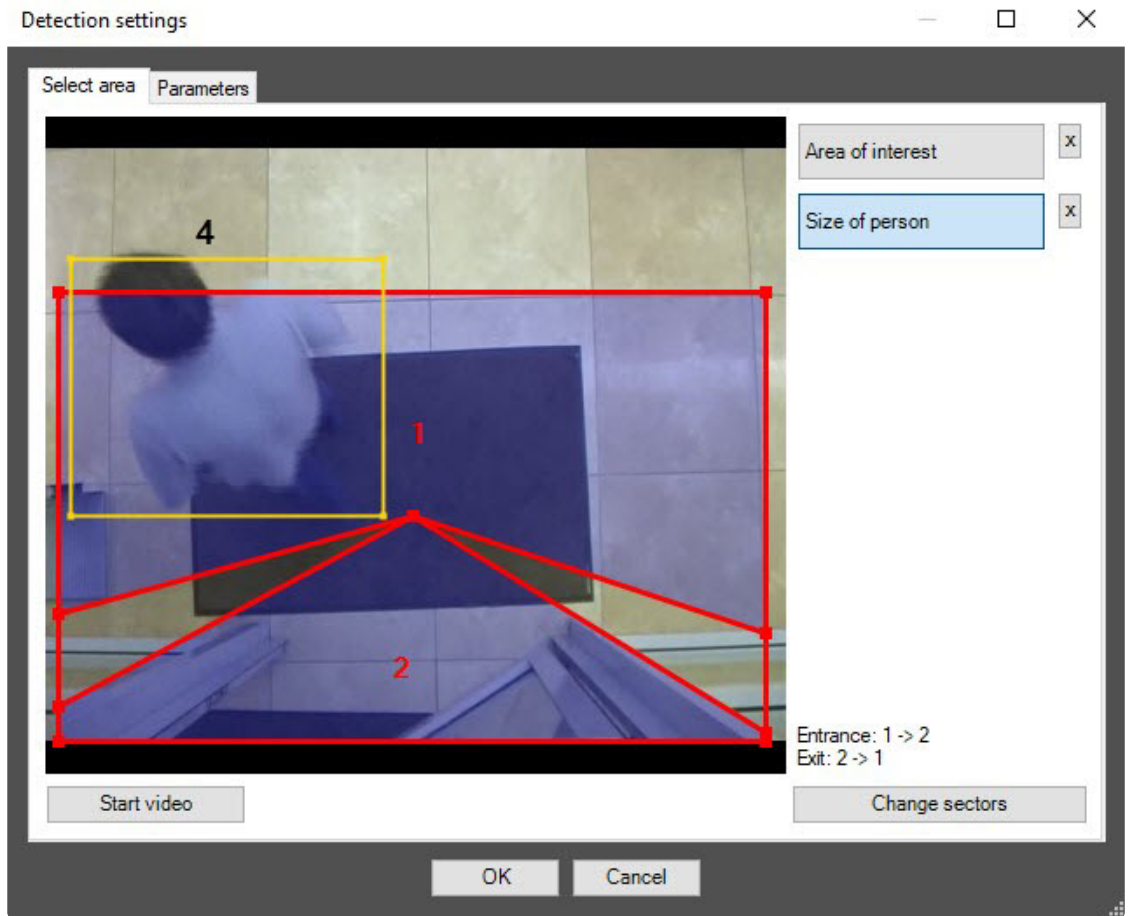 Detection settings
Select area
Parameters
Area of interest
x
4
Size of person
x
1
2
Entrance: 1 -> 2
Exit: 2 -> 1
Start video
Change sectors
OK
Cancel